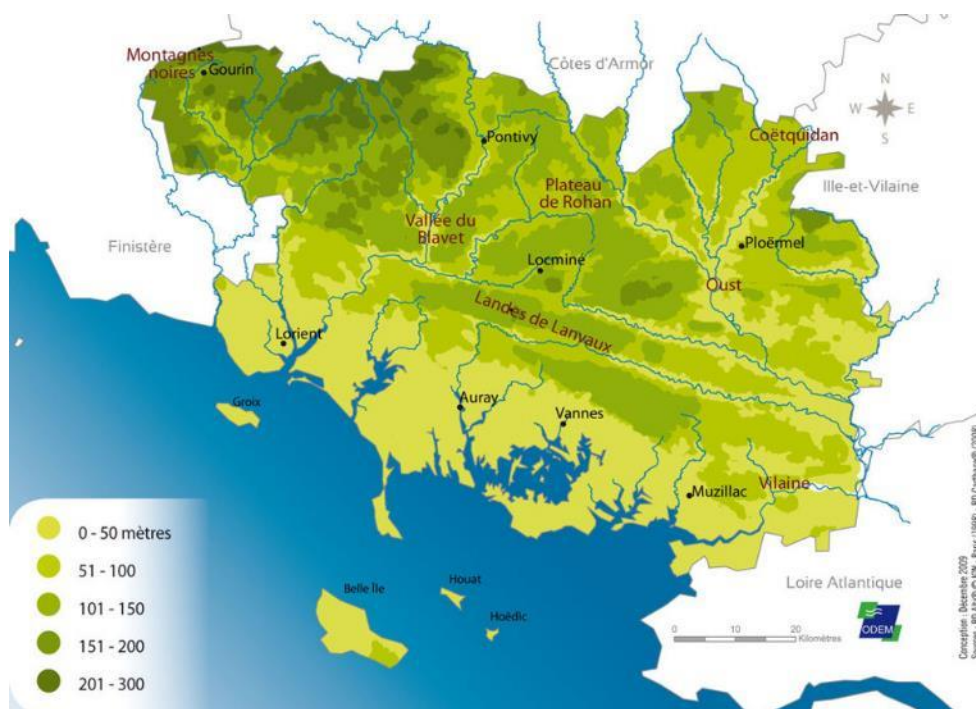 Montagnes
noires
Gourin
Côtes d'Armor
N
W E
S
Coëtquidan
Pontivy
Ille-et-Vilaine
Plateau
de Rohan
Vallée du
Blavet
Finistère
Ploërmel
Locminé
Oust
Landes de Lanvaux
Lorient
Groix
Auray
Vannes
Muzillac
Vilaine
0 - 50 mètres
51 - 100
101 - 150
151 - 200
201 - 300
Belle Île
Houat
Hoëdic
Loire Atlantique
ODEM
0 10 20
Kilomètres
Conception : Décembre 2009